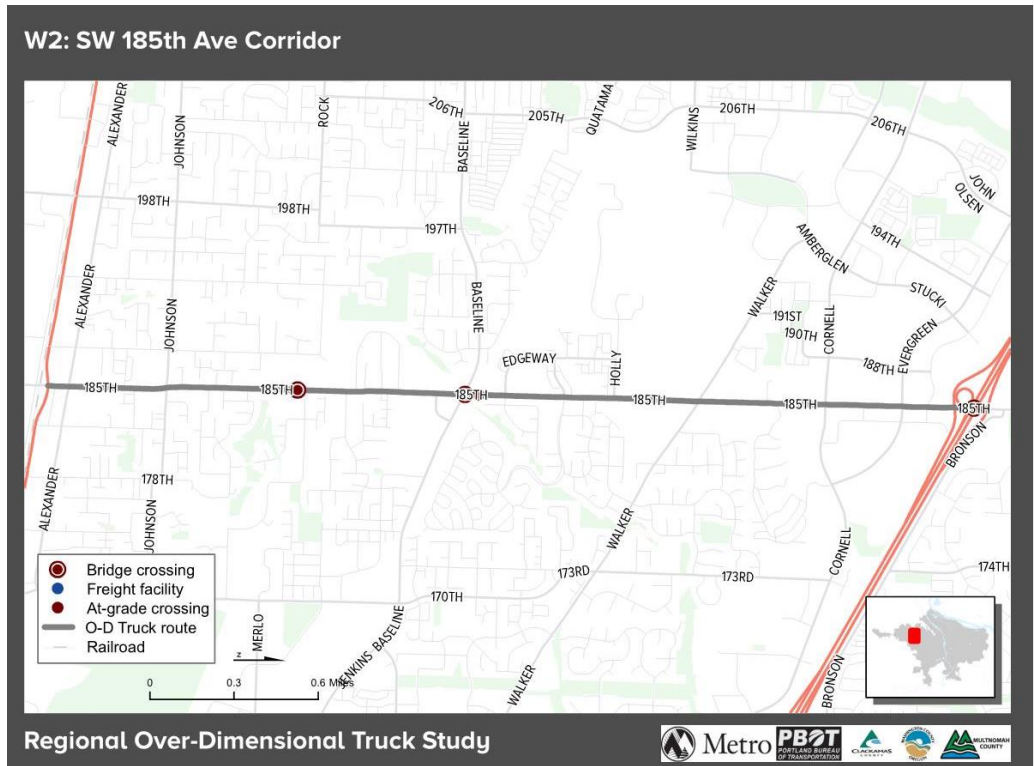 W2: SW 185th Ave Corridor
ALEXANDER
JOHNSON
ROCK
206TH
BASELINE
205TH
QUATAMA
WILKINS
206TH
206TH
JOHN
OLSEN
198TH
198TH
197TH
194TH
AMBERGLEN
STUCKI
ALEXANDER
JOHNSON
BASELINE
WALKER
191ST
190TH
CORNELL
EVERGREEN
EDGEWAY
HOLLY
188TH
185TH
185TH
185TH
185TH
185TH
185TH
BRONSON
ALEXANDER
178TH
JOHNSON
WALKER
CORNELL
173RD
173RD
174TH
170TH
Bridge crossing
Freight facility
At-grade crossing
O-D Truck route
Railroad
MERLO
JENKINS
BASELINE
WALKER
BRONSON
z
0
0.3
0.6 Miles
Regional Over-Dimensional Truck Study
Metro
PBOT
PORTLAND BUREAU
OF TRANSPORTATION
CLACKAMAS
COUNTY
MULTNOMAH
COUNTY